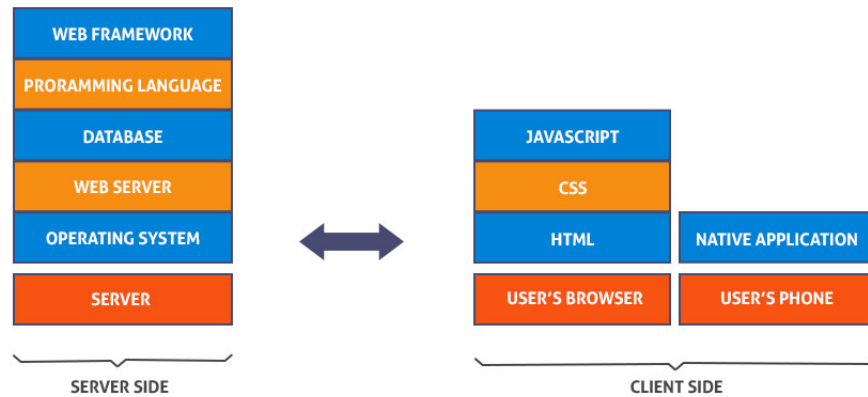 WEB FRAMEWORK
PRORAMMING LANGUAGE
DATABASE
WEB SERVER
OPERATING SYSTEM
SERVER
SERVER SIDE
JAVASCRIPT
CSS
HTML
NATIVE APPLICATION
USER'S BROWSER
USER'S PHONE
CLIENT SIDE